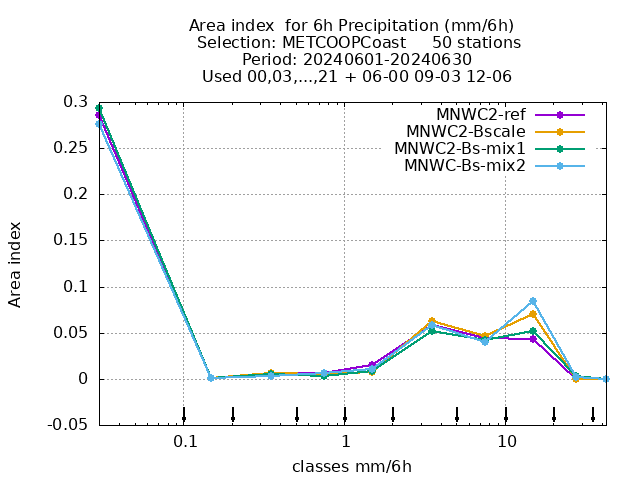 Area index  for 6h Precipitation (mm/6h)
Selection: METCOOPCoast     50 stations
Period: 20240601-20240630
Used 00,03,...,21 + 06-00 09-03 12-06
0.3
0.25
0.2
0.15
0.1
0.05
0
-0.05
Area index
MNWC2-ref
MNWC2-Bscale
MNWC2-Bs-mix1
MNWC-Bs-mix2
0.1 1 10
classes mm/6h